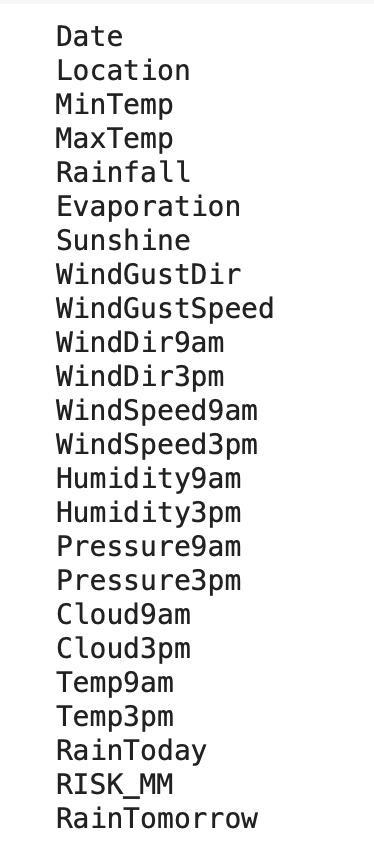 Date
Location
MinTemp
MaxTemp
Rainfall
Evaporation
Sunshine
WindGustDir
WindGustSpeed
WindDir9am
WindDir3pm
WindSpeed9am
WindSpeed3pm
Humidity9am
Humidity3pm
Pressure9am
Pressure3pm
Cloud9am
Cloud3pm
Temp9am
Temp3pm
RainToday
RISK_MM
RainTomorrow